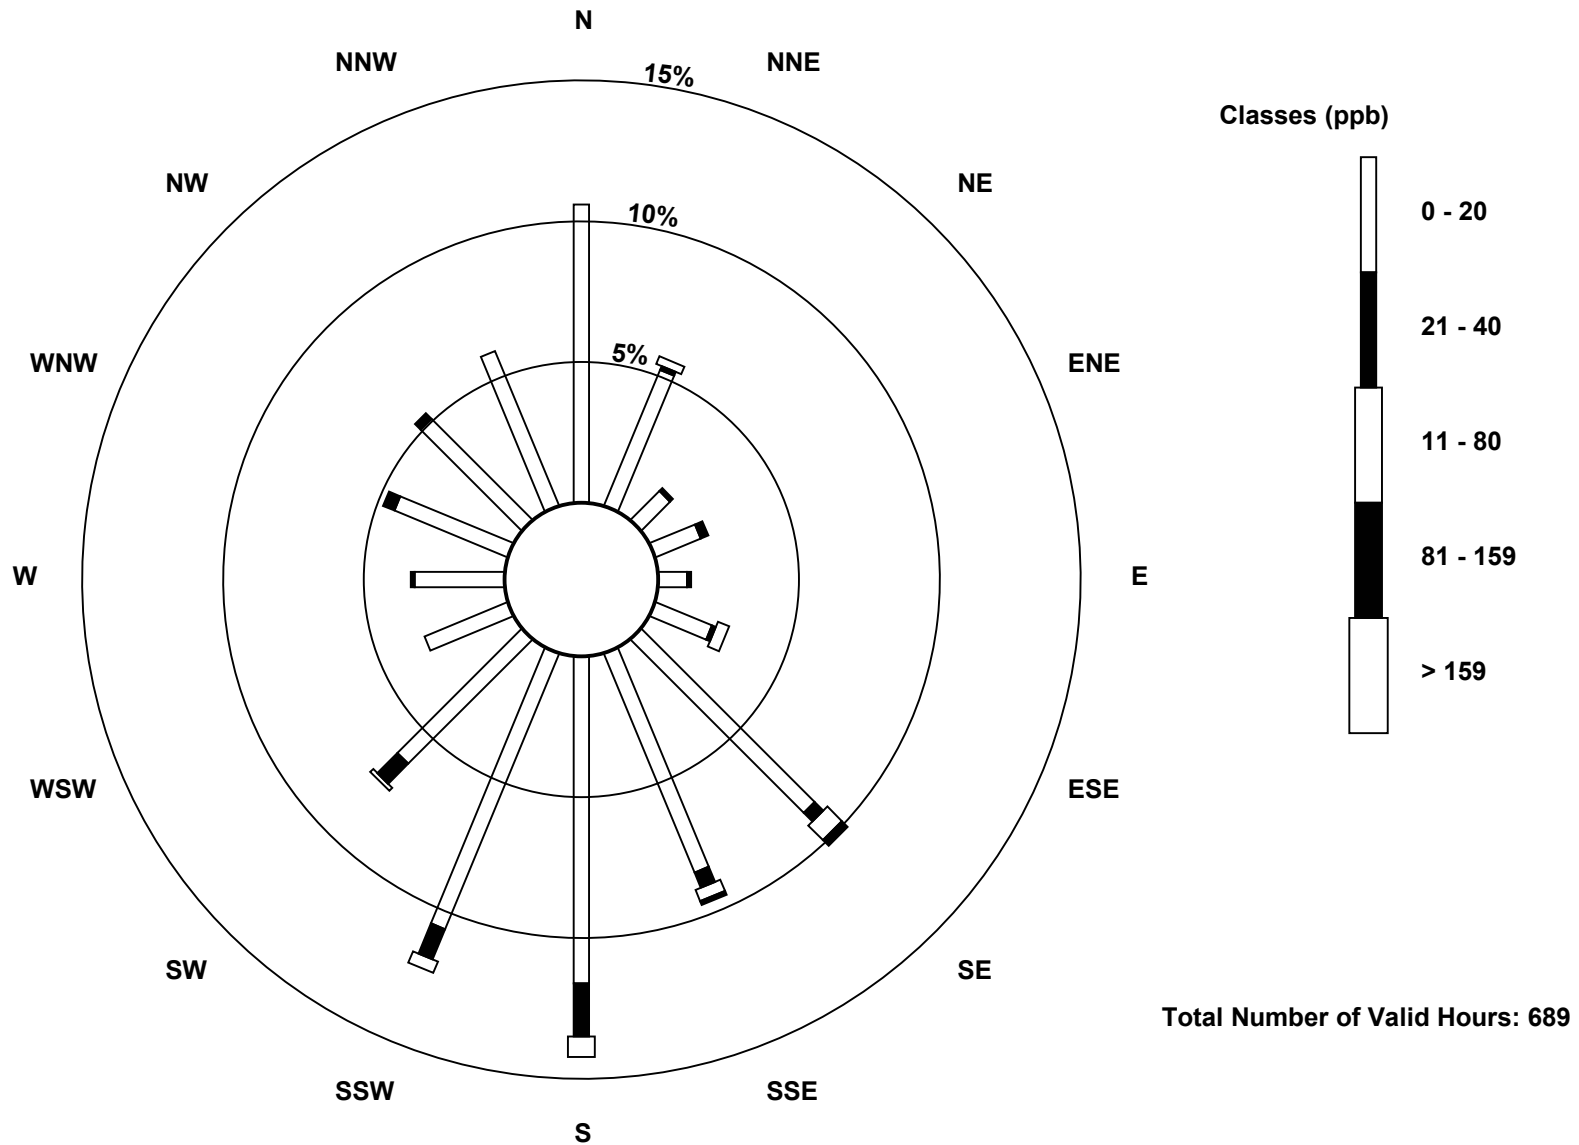 N
NNW
NNE
15%
Classes (ppb)
NW
NE
0 - 20
10%
21 - 40
5%
WNW
ENE
11 - 80
81 - 159
W
E
> 159
WSW
ESE
SW
SE
Total Number of Valid Hours: 689
SSW
SSE
S